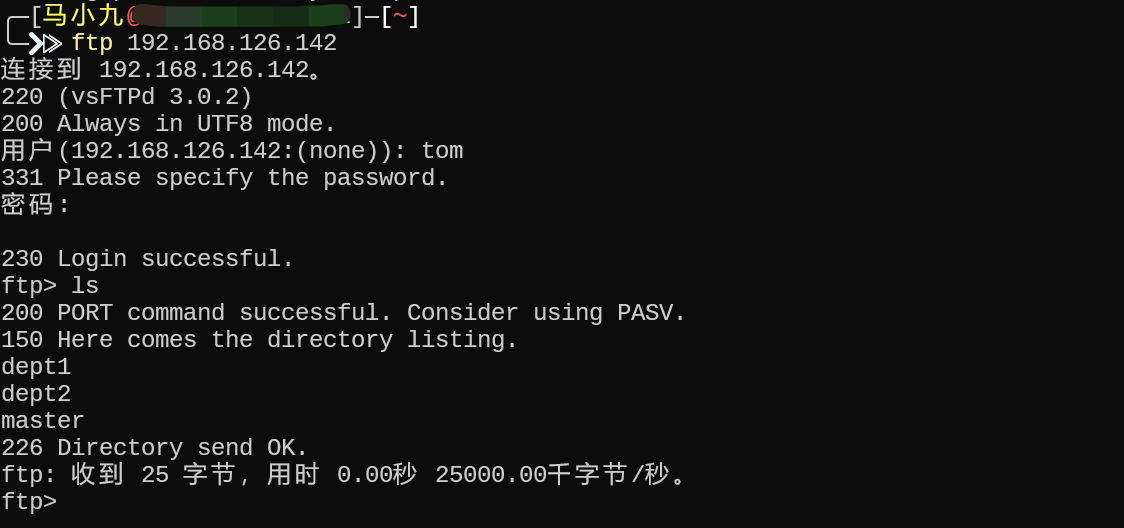 [马小九@]-[~]
ftp 192.168.126.142
连接到 192.168.126.142。
220 (vsFTPd 3.0.2)
200 Always in UTF8 mode.
用户(192.168.126.142:(none)): tom
331 Please specify the password.
密码:
230 Login successful.
ftp> ls
200 PORT command successful. Consider using PASV.
150 Here comes the directory listing.
dept1
dept2
master
226 Directory send OK.
ftp: 收到 25 字节, 用时 0.00秒 25000.00千字节/秒。
ftp>